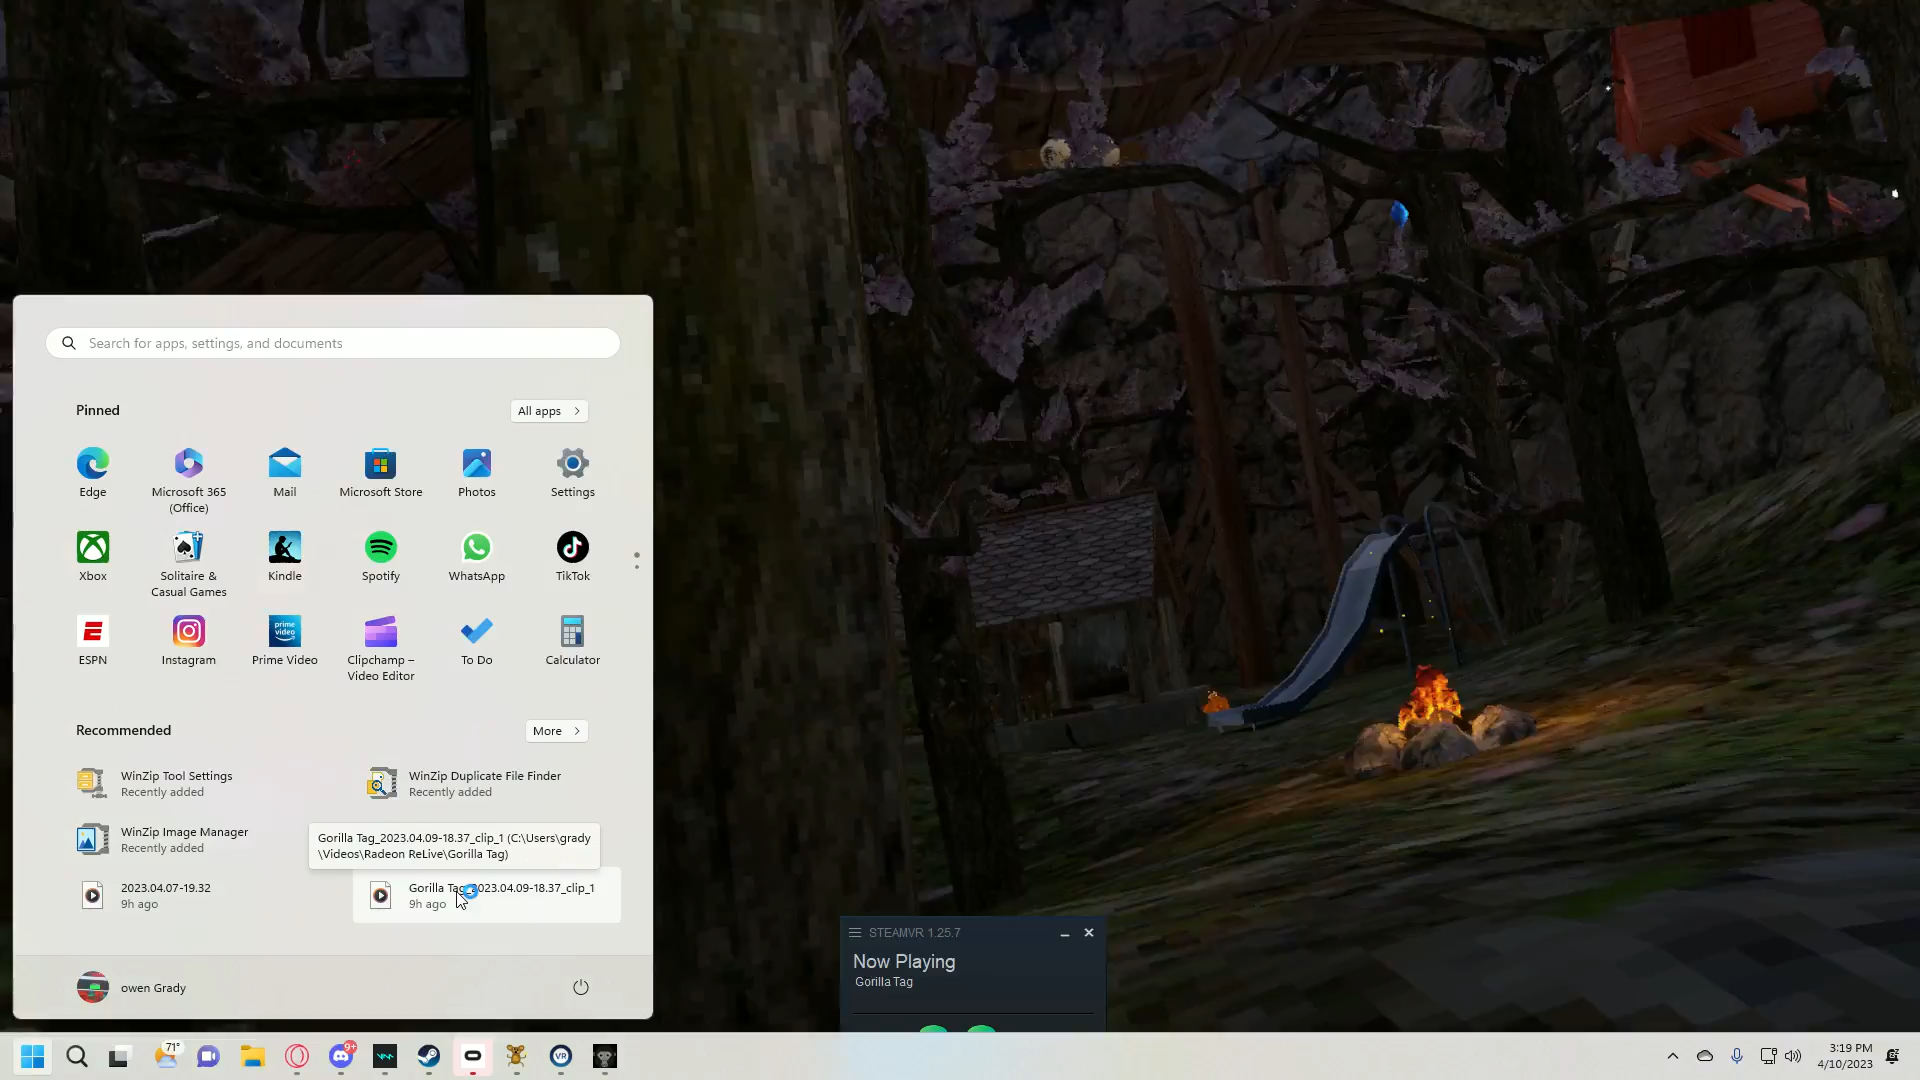 Search for apps, settings, and documents
Pinned
All apps
Edge
Microsoft 365
(Office)
Mail
Microsoft Store
Photos
Settings
Xbox
Solitaire &
Casual Games
Kindle
Spotify
WhatsApp
TikTok
prime
video
ESPN
Instagram
Prime Video
Clipchamp –
Video Editor
To Do
Calculator
Recommended
More
WinZip Tool Settings
Recently added
WinZip Duplicate File Finder
Recently added
WinZip Image Manager
Recently added
Gorilla Tag_2023.04.09-18.37_clip_1 (C:\Users\grady
\Videos\Radeon ReLive\Gorilla Tag)
2023.04.07-19.32
9h ago
Gorilla Tag_2023.04.09-18.37_clip_1
9h ago
owen Grady
STEAMVR 1.25.7
Now Playing
Gorilla Tag
71°
9+
VR
3:19 PM
4/10/2023